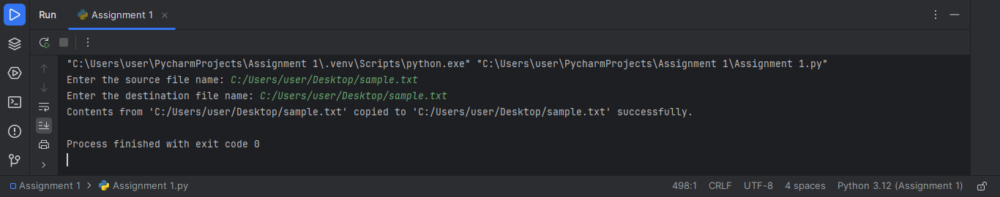 Run Assignment 1
"C:\Users\user\PycharmProjects\Assignment 1\.venv\Scripts\python.exe" "C:\Users\user\PycharmProjects\Assignment 1\Assignment 1.py"
Enter the source file name: C:/Users/user/Desktop/sample.txt
Enter the destination file name: C:/Users/user/Desktop/sample.txt
Contents from 'C:/Users/user/Desktop/sample.txt' copied to 'C:/Users/user/Desktop/sample.txt' successfully.
Process finished with exit code 0
Assignment 1 > Assignment 1.py 498:1 CRLF UTF-8 4 spaces Python 3.12 (Assignment 1)